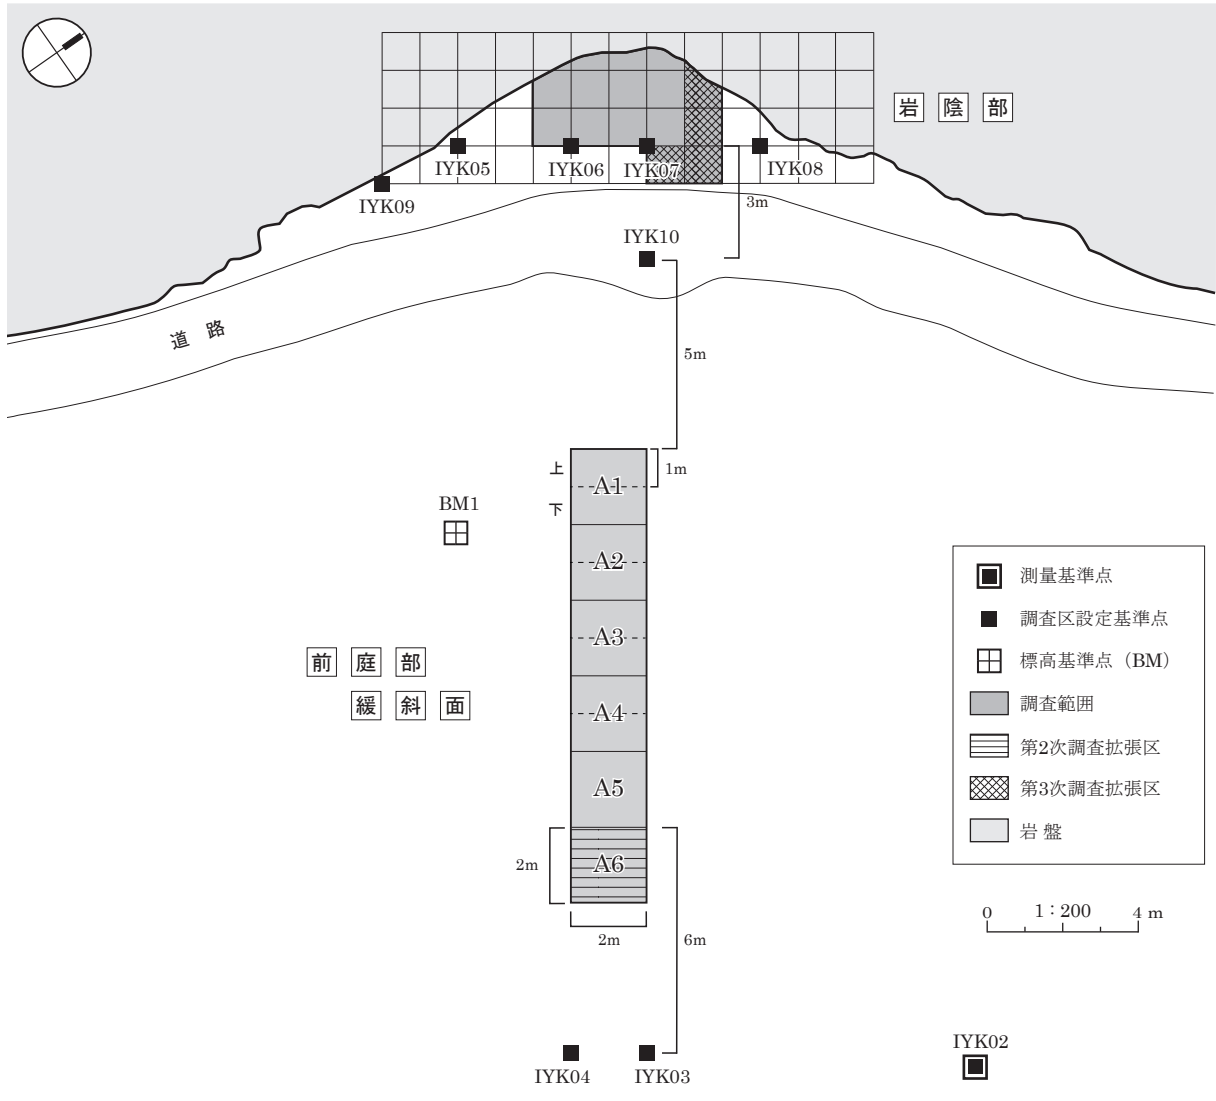 岩陰部
IYK05
IYK06
IYK07
IYK08
IYK09
3m
IYK10
道路
5m
上
A1
1m
下
BM1
A2
A3
前庭部
緩斜面
A4
A5
A6
2m
2m
6m
測量基準点
調査区設定基準点
標高基準点（BM）
調査範囲
第2次調査拡張区
第3次調査拡張区
岩盤
0 1：200 4 m
IYK02
IYK04
IYK03